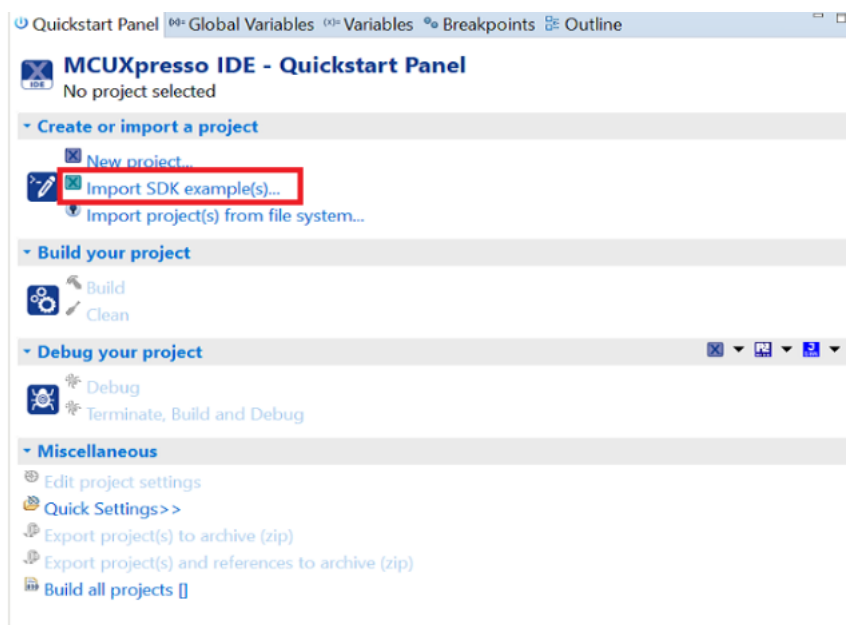 Quickstart Panel (x)= Global Variables (x)= Variables Breakpoints Outline
IDE
MCUXpresso IDE - Quickstart Panel
No project selected
Create or import a project
New project...
Import SDK example(s)...
Import project(s) from file system...
Build your project
Build
Clean
Debug your project
Debug
Terminate, Build and Debug
Miscellaneous
Edit project settings
Quick Settings>>
Export project(s) to archive (zip)
Export project(s) and references to archive (zip)
Build all projects []